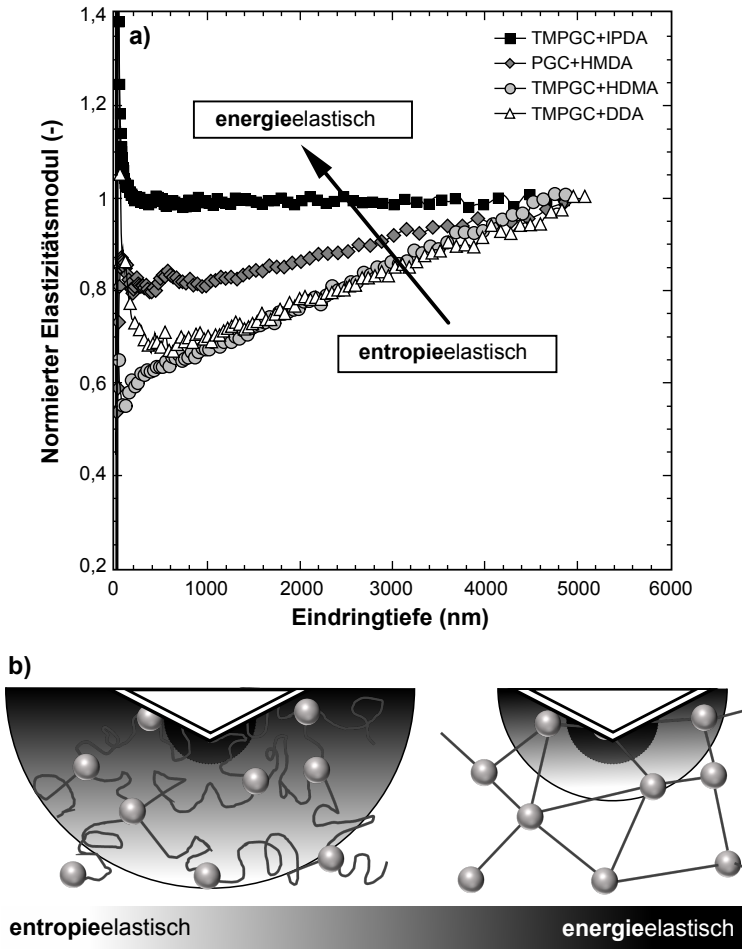 a)
TMPGC+IPDA
PGC+HMDA
TMPGC+HDMA
TMPGC+DDA
energieelastisch
entropieelastisch
1,4
1,2
1
0,8
0,6
0,4
0,2
Normierter Elastizitätsmodul (-)
0 1000 2000 3000 4000 5000 6000
Eindringtiefe (nm)
b)
entropieelastisch energieelastisch